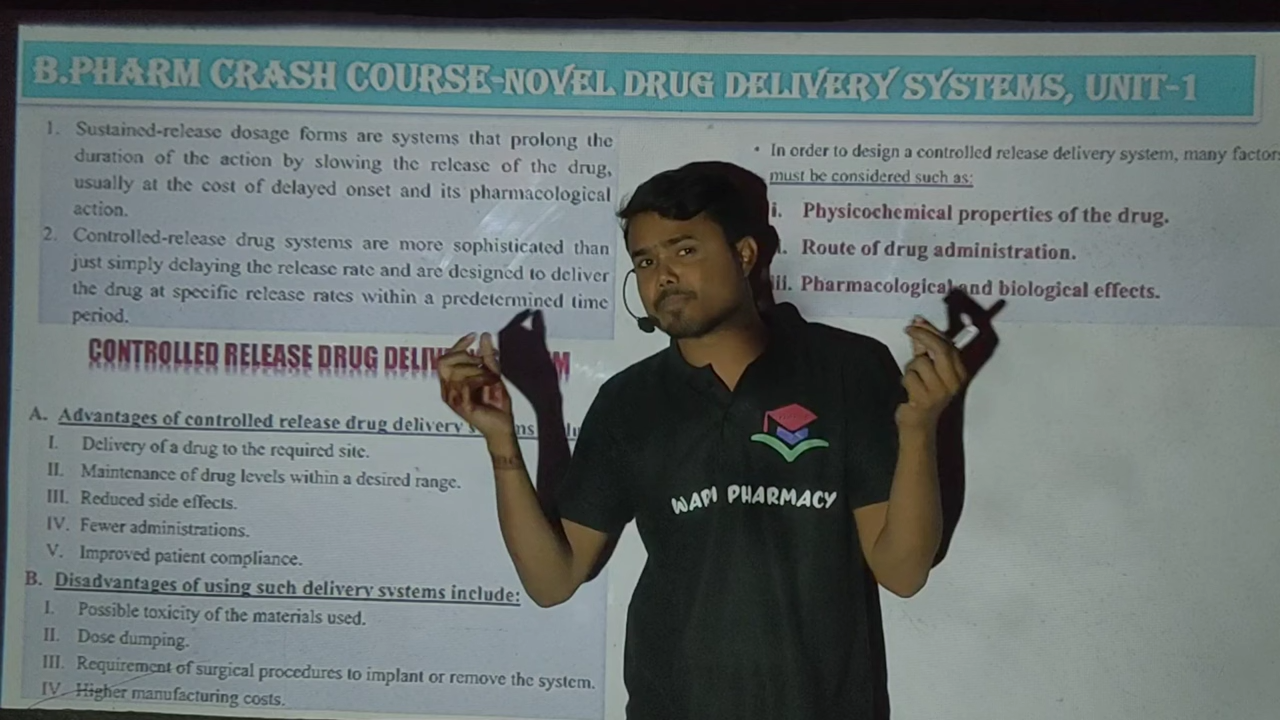 B.PHARM CRASH COURSE-NOVEL DRUG DELIVERY SYSTEMS, UNIT-1
1. Sustained-release dosage forms are systems that prolong the
duration of the action by slowing the release of the drug,
usually at the cost of delayed onset and its pharmacological
action.
2. Controlled-release drug systems are more sophisticated than
just simply delaying the release rate and are designed to deliver
the drug at specific release rates within a predetermined time
period.
CONTROLLED RELEASE DRUG
A. Advantages of controlled release drug delivery
I. Delivery of a drug to the required site.
II. Maintenance of drug levels within a desired range.
III. Reduced side effects.
IV. Fewer administrations.
V. Improved patient compliance.
B. Disadvantages of using such delivery systems include:
I. Possible toxicity of the materials used.
II. Dose dumping.
III. Requirement of surgical procedures to implant or remove the system.
IV. Higher manufacturing costs.
• In order to design a controlled release delivery system, many factor
must be considered such as:
i. Physicochemical properties of the drug.
Route of drug administration.
iii. Pharmacological and biological effects.
WAPI PHARMACY